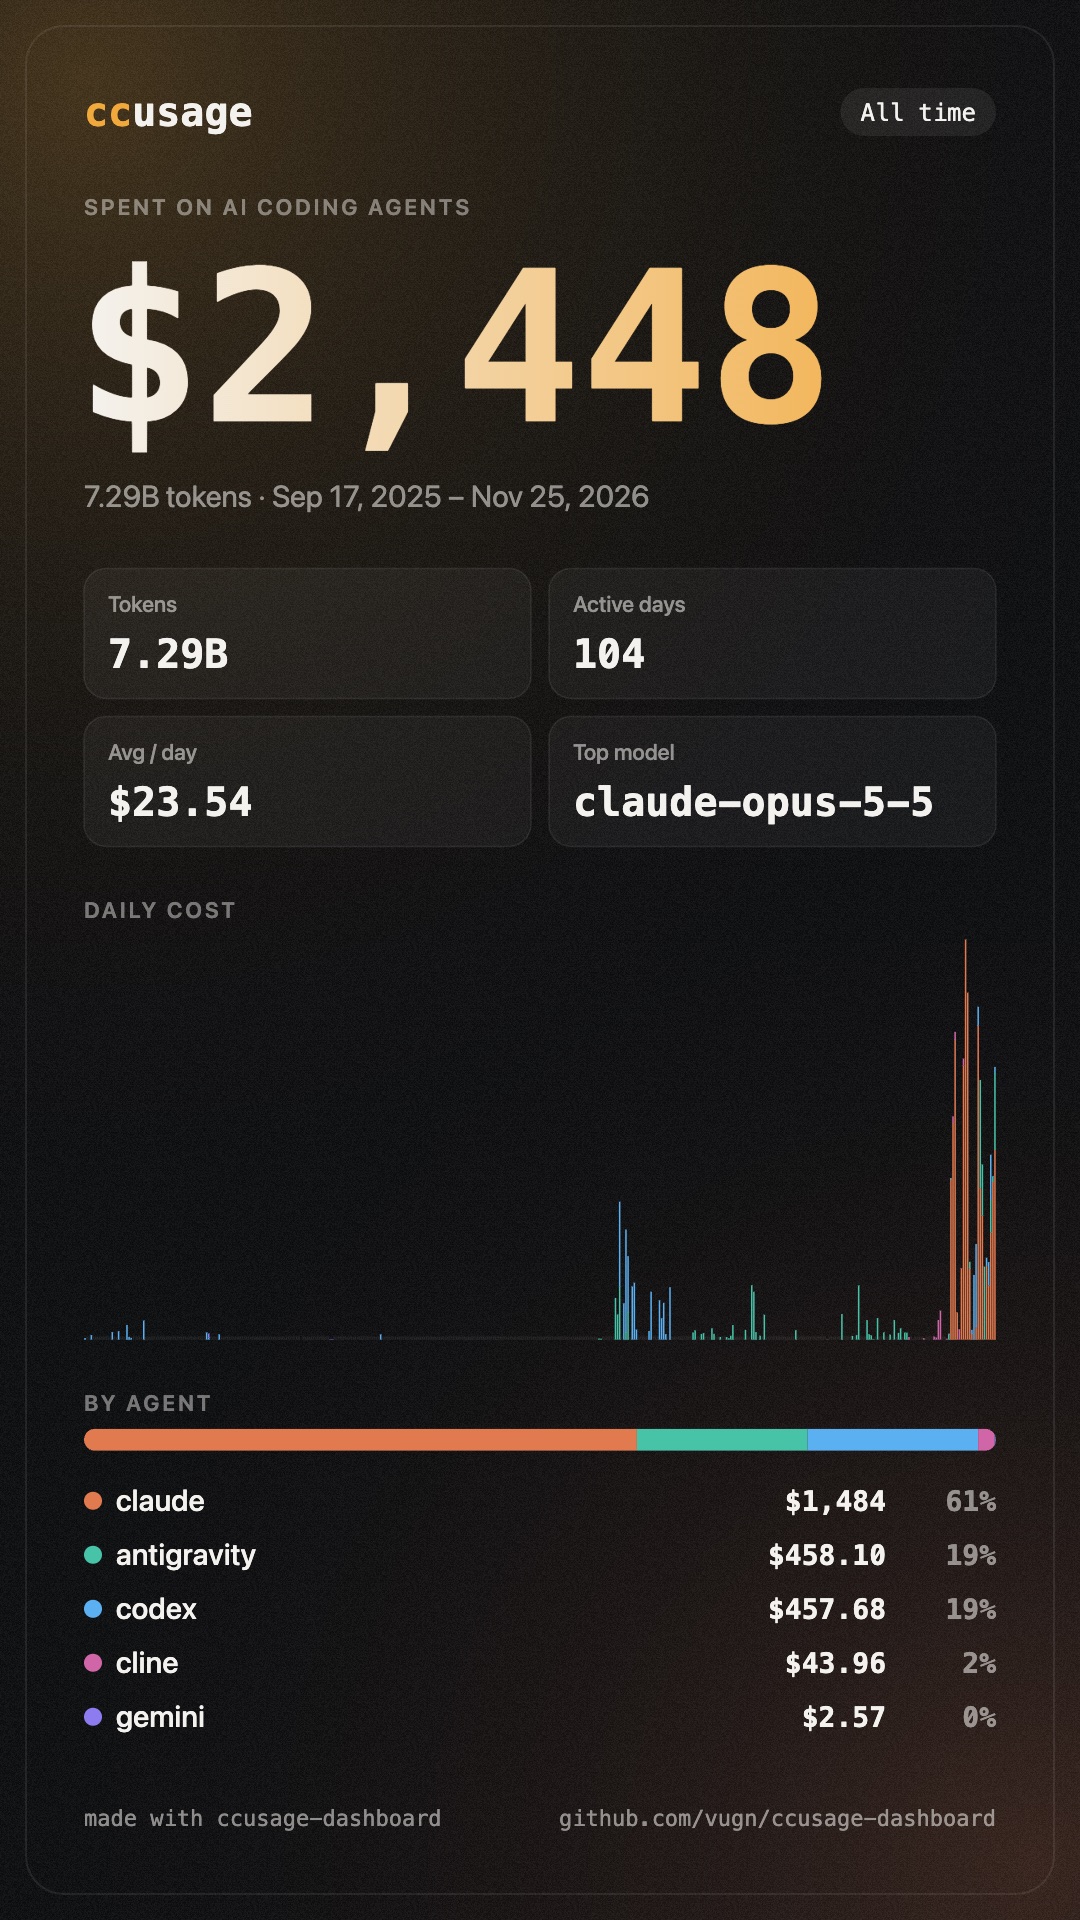 ccusage
All time
SPENT ON AI CODING AGENTS
$2,448
7.29B tokens · Sep 17, 2025 – Nov 25, 2026
Tokens
7.29B
Active days
104
Avg / day
$23.54
Top model
claude-opus-5-5
DAILY COST
BY AGENT
claude $1,484 61%
antigravity $458.10 19%
codex $457.68 19%
cline $43.96 2%
gemini $2.57 0%
made with ccusage-dashboard
github.com/vugn/ccusage-dashboard